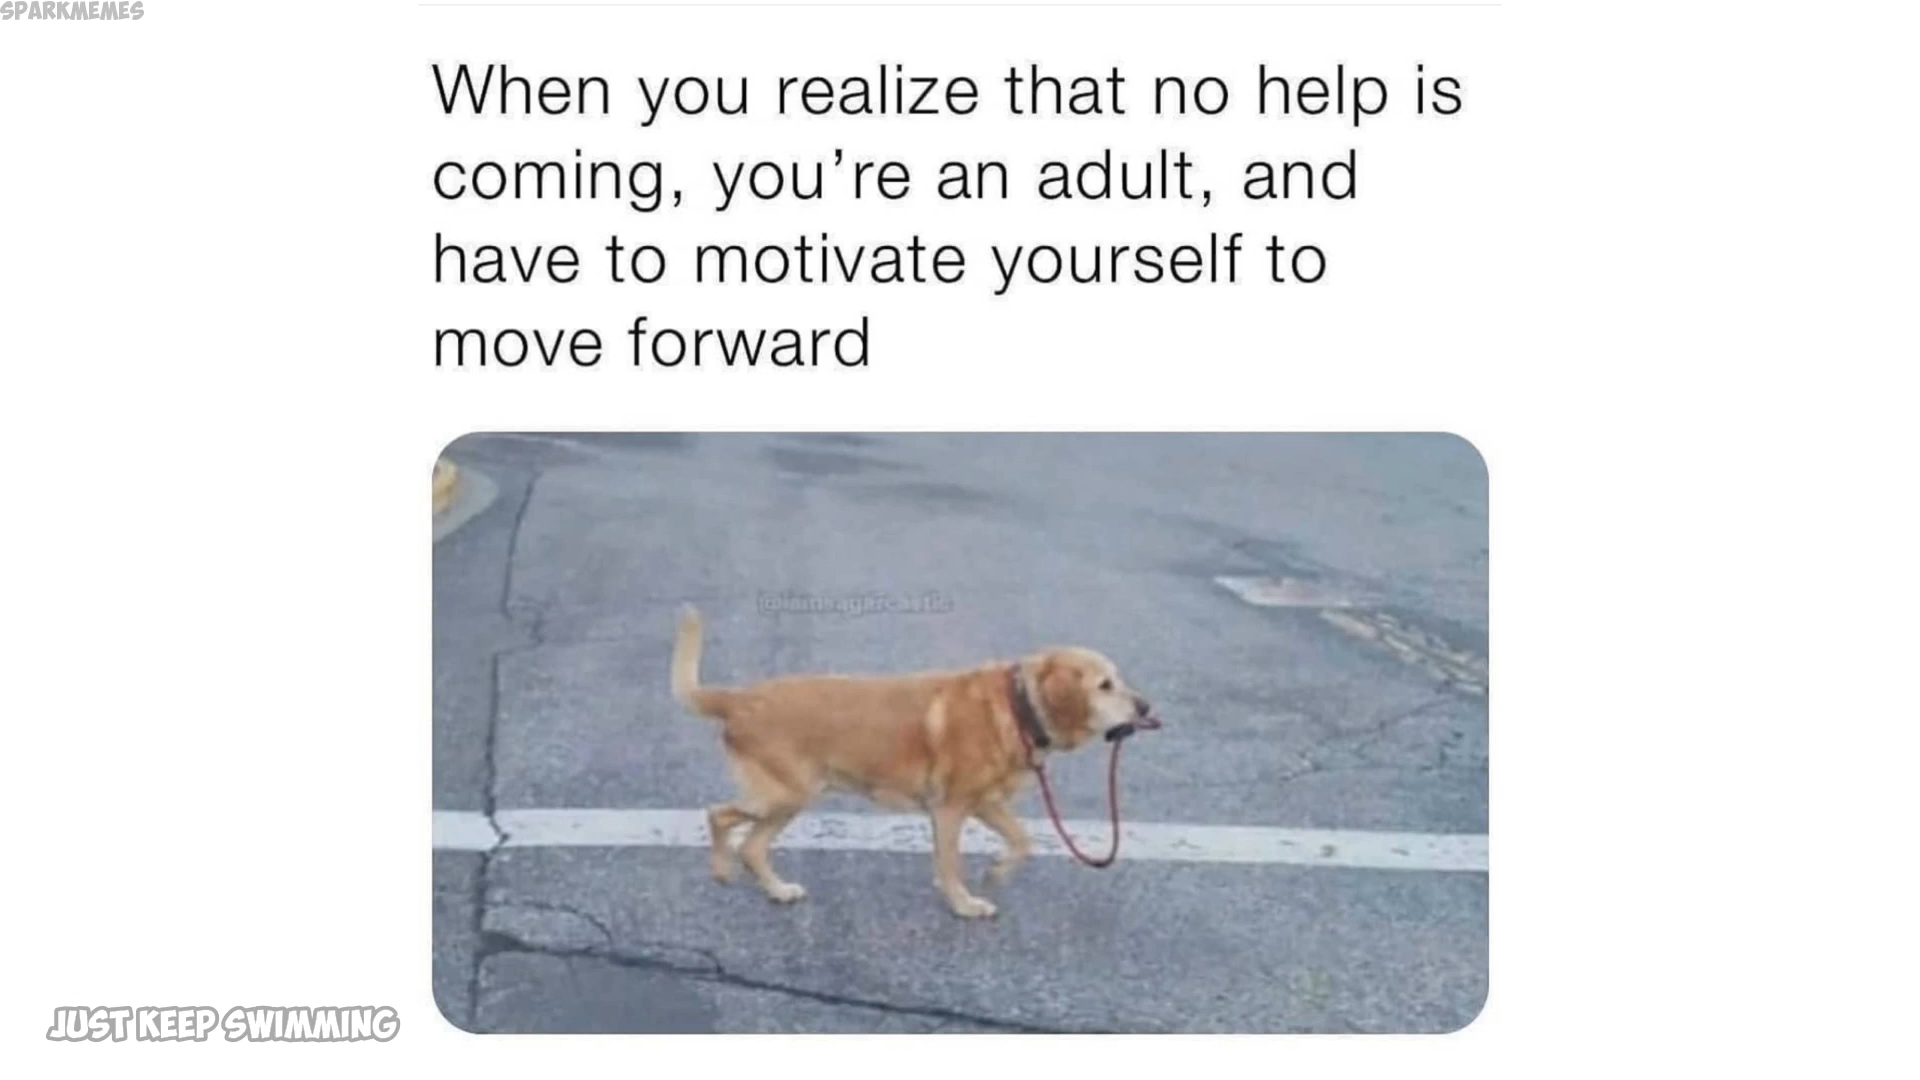 SPARKMEMES
When you realize that no help is
coming, you’re an adult, and
have to motivate yourself to
move forward
JUST KEEP SWIMMING